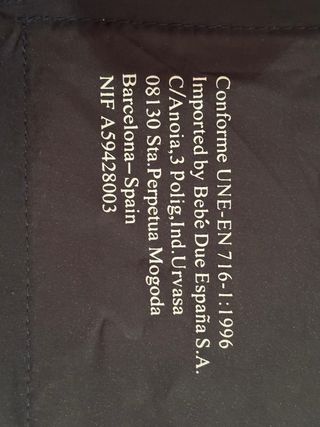 Conforme UNE-EN 716-1:1996
Imported by Bebé Due España S.A.
C/Anoia,3 Polig,Ind.Urvasa
08130 Sta.Perpetua Mogoda
Barcelona-Spain
NIF A59428003